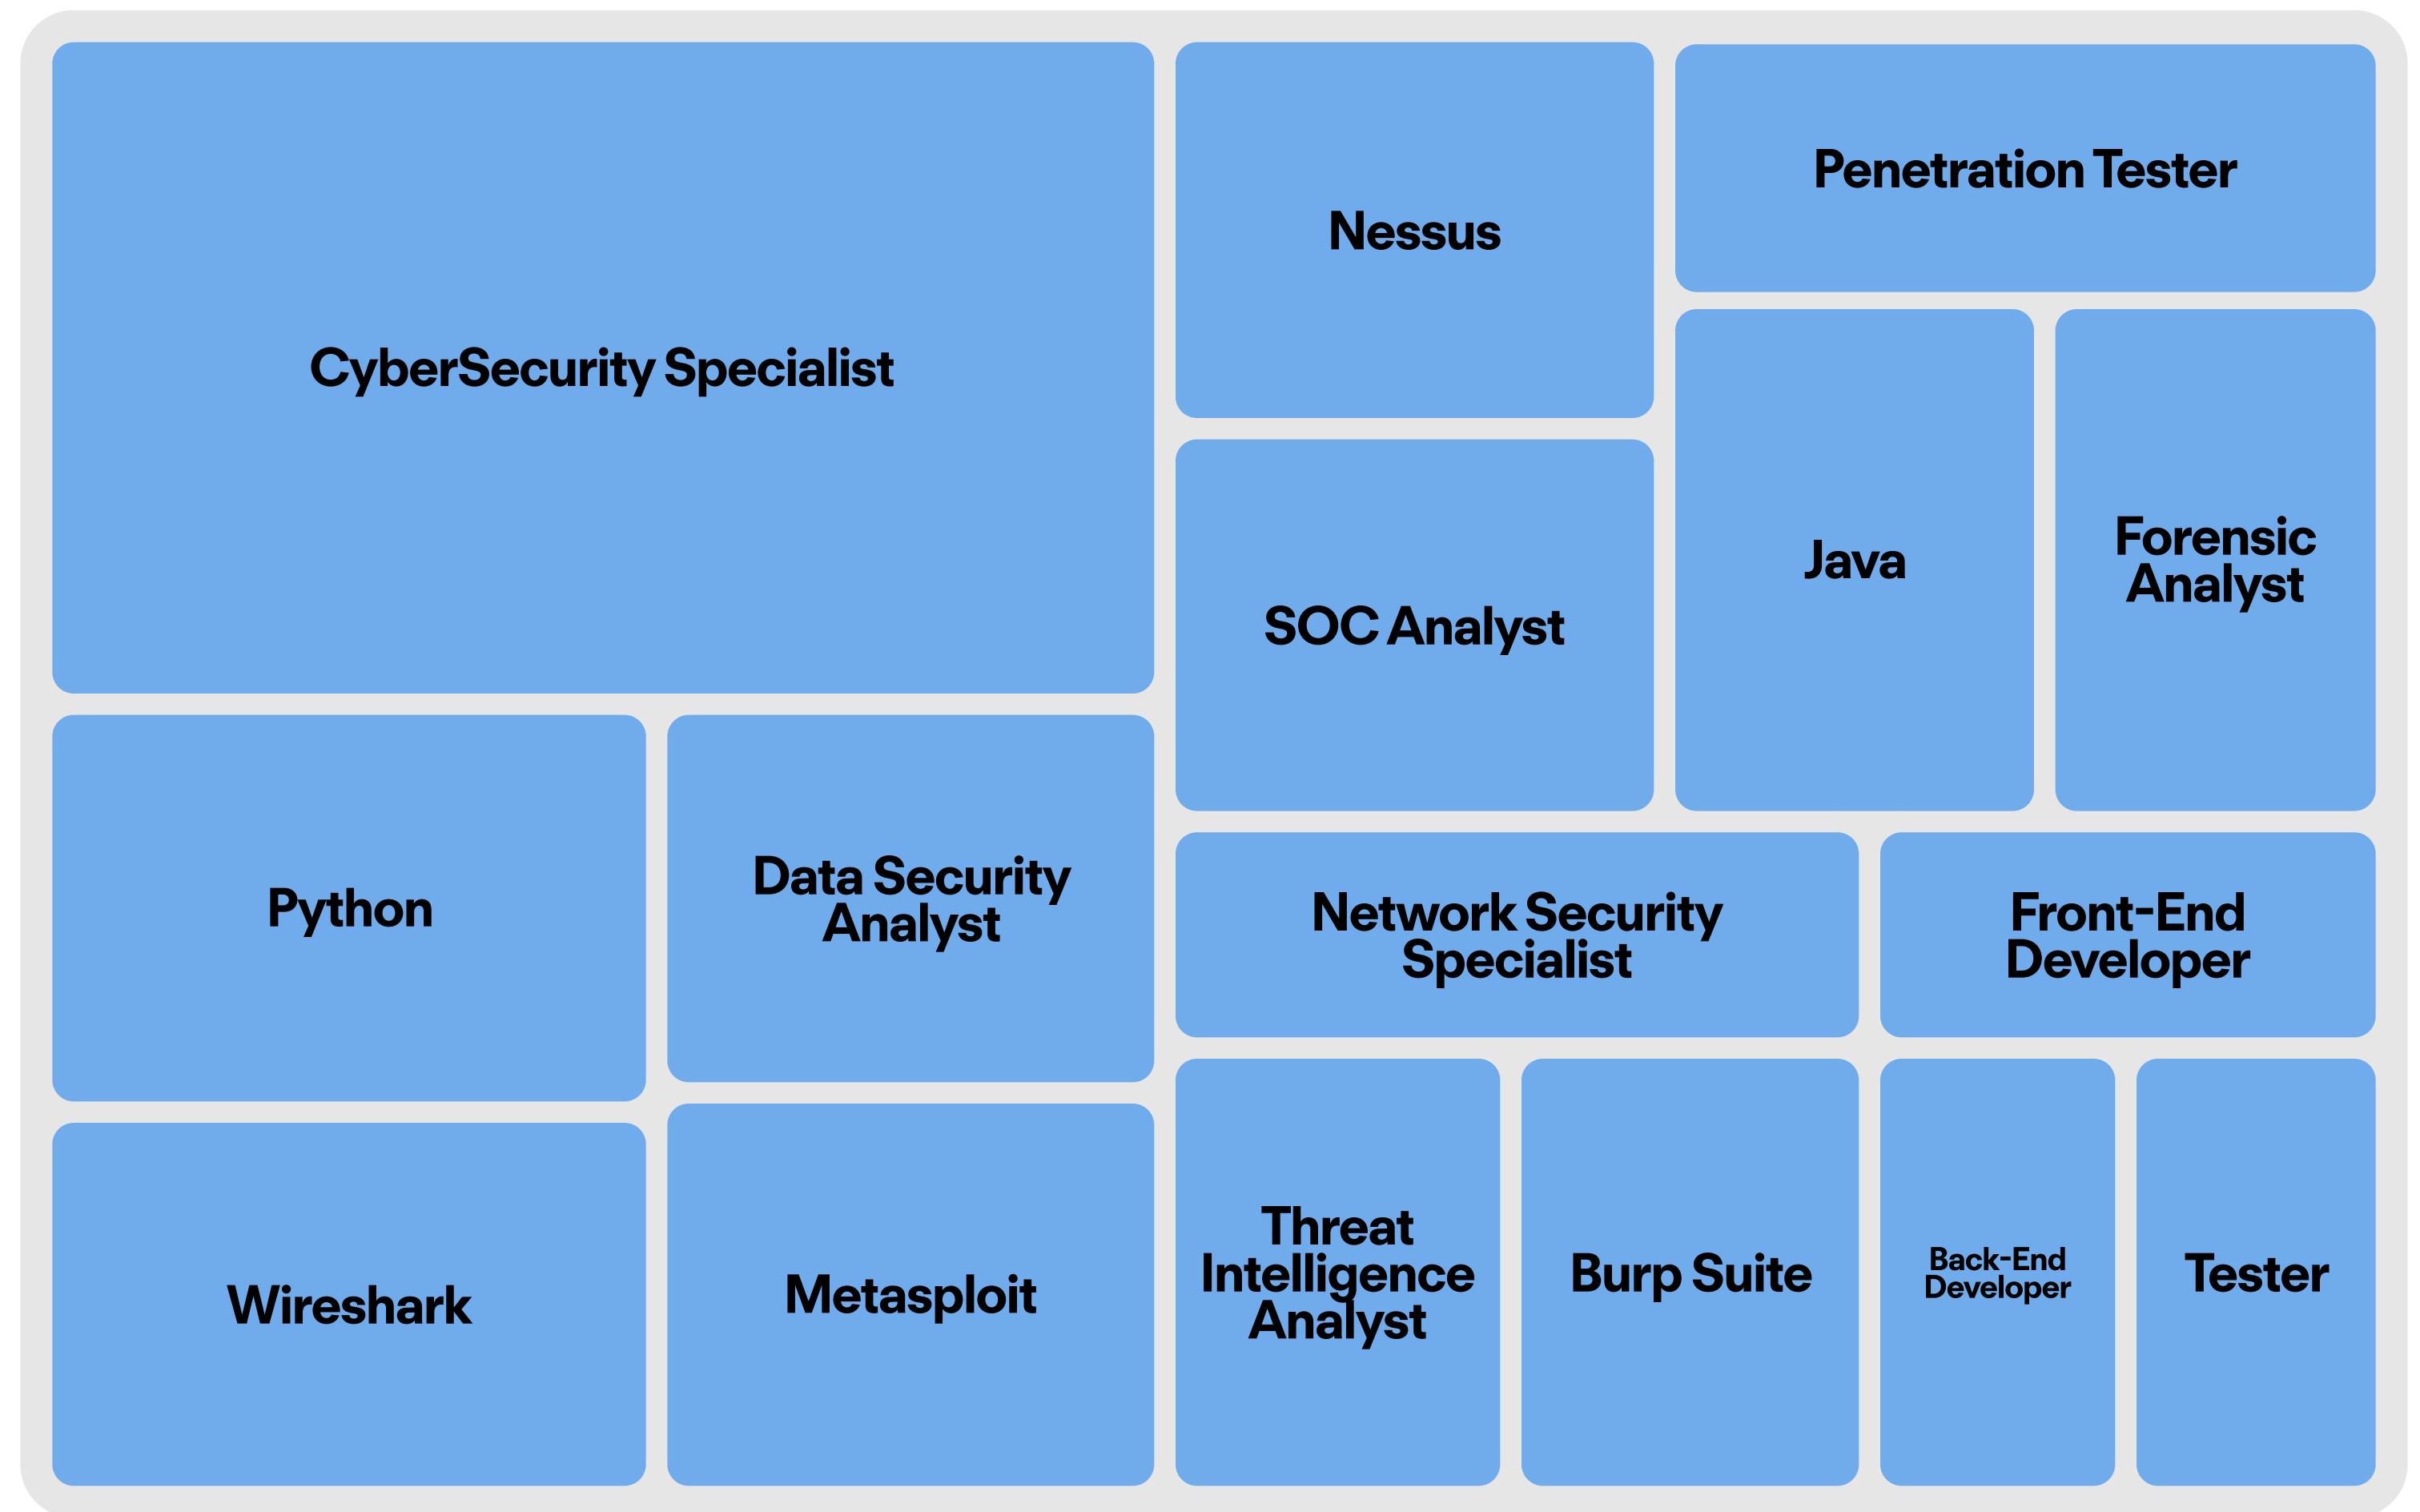 CyberSecurity Specialist
Nessus
Penetration Tester
SOC Analyst
Java
Forensic
Analyst
Python
Data Security
Analyst
Network Security
Specialist
Front-End
Developer
Wireshark
Metasploit
Threat
Intelligence
Analyst
Burp Suite
Back-End
Developer
Tester